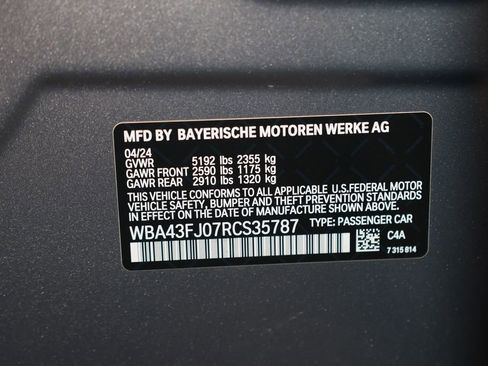 MFD BY BAYERISCHE MOTOREN WERKE AG
04/24
GVWR 5192 lbs 2355 kg
GAWR FRONT 2590 lbs 1175 kg
GAWR REAR 2910 lbs 1320 kg
THIS VEHICLE CONFORMS TO ALL APPLICABLE U.S.FEDERAL MOTOR
VEHICLE SAFETY, BUMPER, AND THEFT PREVENTION
STANDARDS IN EFFECT ON THE DATE OF MANUFACTURE SHOWN ABOVE.
WBA43FJ07RCS35787 TYPE: PASSENGER CAR
C4A
7 315 814